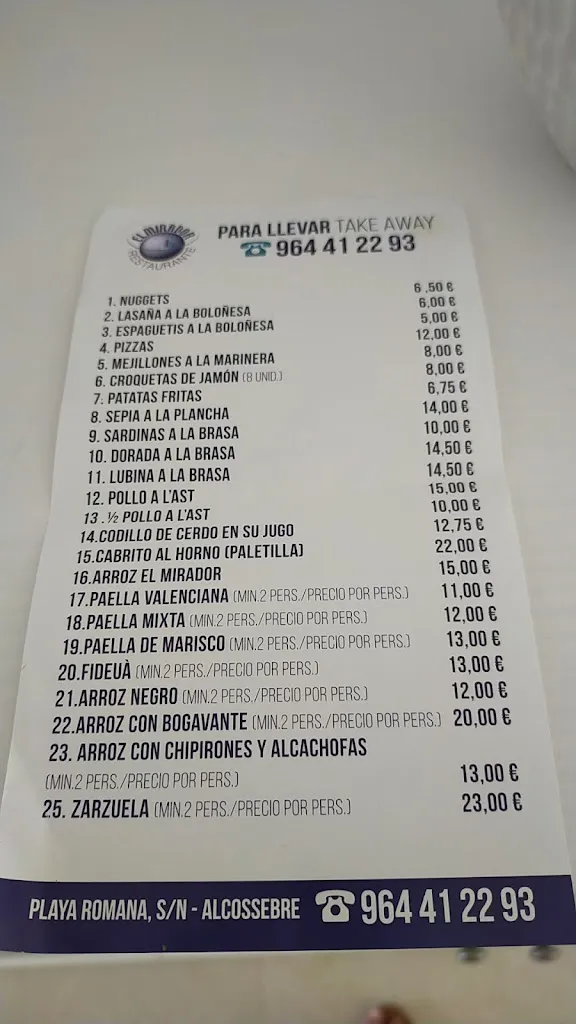 EL MIRADOR
RESTAURANTE
PARA LLEVAR TAKE AWAY
☎ 964 41 22 93
1. NUGGETS 6 ,50 €
2. LASAÑA A LA BOLOÑESA 6,00 €
3. ESPAGUETIS A LA BOLOÑESA 5,00 €
4. PIZZAS 12,00 €
5. MEJILLONES A LA MARINERA 8,00 €
6. CROQUETAS DE JAMÓN (8 UNID.) 8,00 €
7. PATATAS FRITAS 6,75 €
8. SEPIA A LA PLANCHA 14,00 €
9. SARDINAS A LA BRASA 10,00 €
10. DORADA A LA BRASA 14,50 €
11. LUBINA A LA BRASA 14,50 €
12. POLLO A L'AST 15,00 €
13 .½ POLLO A L'AST 10,00 €
14.CODILLO DE CERDO EN SU JUGO 12,75 €
15.CABRITO AL HORNO (PALETILLA) 22,00 €
16.ARROZ EL MIRADOR 15,00 €
17.PAELLA VALENCIANA (MIN.2 PERS./PRECIO POR PERS.) 11,00 €
18.PAELLA MIXTA (MIN.2 PERS./PRECIO POR PERS.) 12,00 €
19.PAELLA DE MARISCO (MIN.2 PERS./PRECIO POR PERS.) 13,00 €
20.FIDEUÀ (MIN.2 PERS./PRECIO POR PERS.) 13,00 €
21.ARROZ NEGRO (MIN.2 PERS./PRECIO POR PERS.) 12,00 €
22.ARROZ CON BOGAVANTE (MIN.2 PERS./PRECIO POR PERS.) 20,00 €
23. ARROZ CON CHIPIRONES Y ALCACHOFAS
(MIN.2 PERS./PRECIO POR PERS.) 13,00 €
25. ZARZUELA (MIN.2 PERS./PRECIO POR PERS.) 23,00 €
PLAYA ROMANA, S/N - ALCOSSEBRE ☎ 964 41 22 93